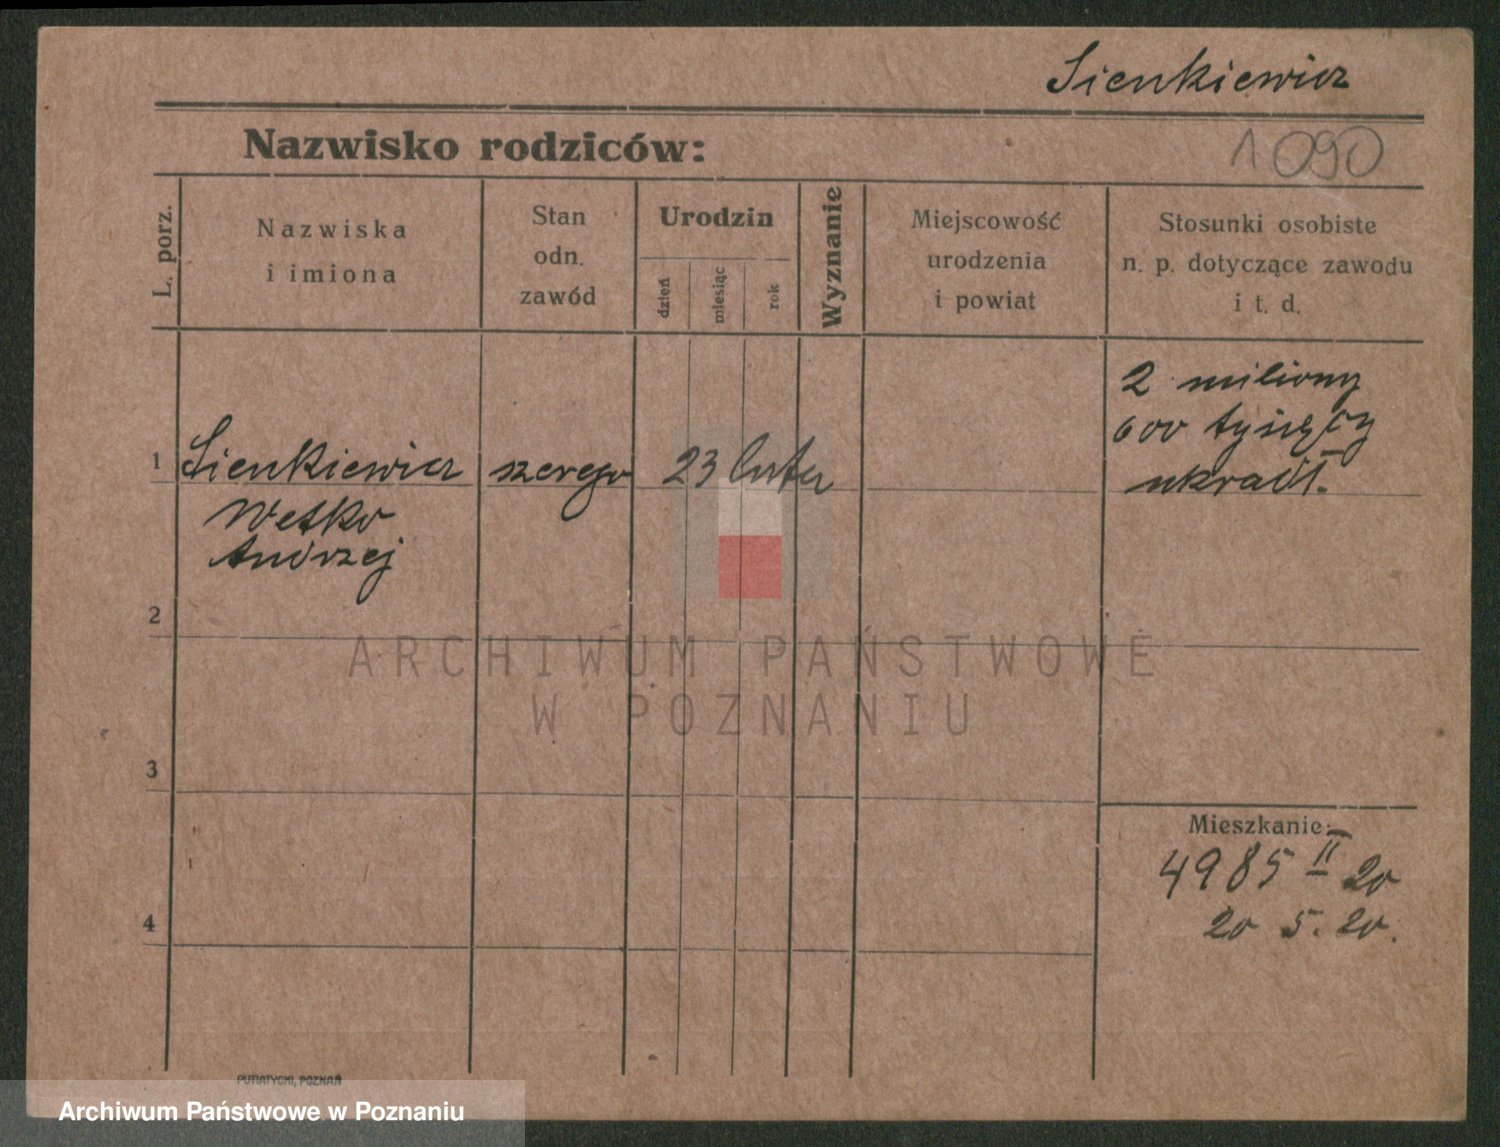 Sienkiewicz
Nazwisko rodziców:
1090
L. porz.
Nazwiska
i imiona
Stan
odn.
zawód
Urodzin
dzień
miesiąc
rok
Wyznanie
Miejscowość
urodzenia
i powiat
Stosunki osobiste
n. p. dotyczące zawodu
i t. d.
2 miliony
600 tysięcy
ukradł.
1
Sienkiewicz
szereg
23
Andrzej
2
ARCHIWUM PAŃSTWOWE
W POZNANIU
3
Mieszkanie:
4985 II 20
20 5. 20.
4
PUTIATYCKI, POZNAŃ
Archiwum Państwowe w Poznaniu